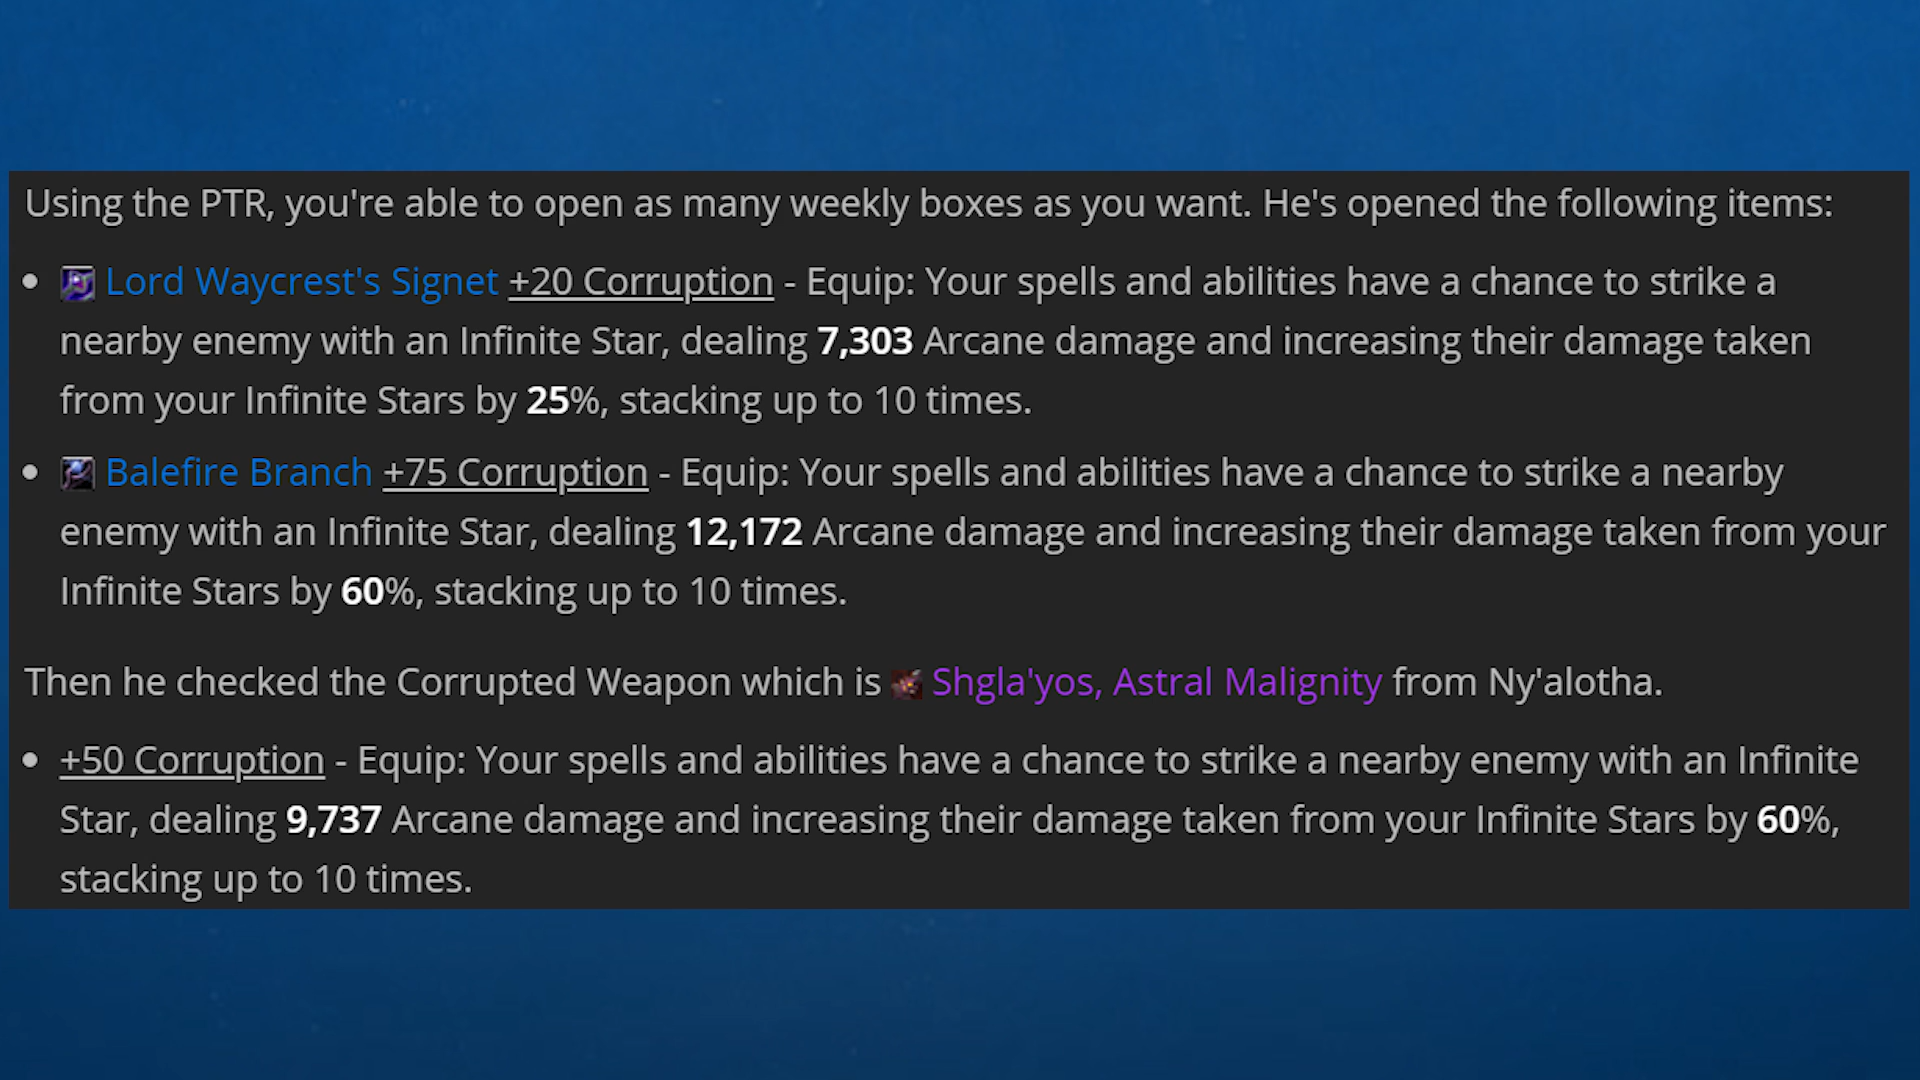 Using the PTR, you're able to open as many weekly boxes as you want. He's opened the following items:
• Lord Waycrest's Signet +20 Corruption - Equip: Your spells and abilities have a chance to strike a
nearby enemy with an Infinite Star, dealing 7,303 Arcane damage and increasing their damage taken
from your Infinite Stars by 25%, stacking up to 10 times.
• Balefire Branch +75 Corruption - Equip: Your spells and abilities have a chance to strike a nearby
enemy with an Infinite Star, dealing 12,172 Arcane damage and increasing their damage taken from your
Infinite Stars by 60%, stacking up to 10 times.
Then he checked the Corrupted Weapon which is Shgla'yos, Astral Malignity from Ny'alotha.
• +50 Corruption - Equip: Your spells and abilities have a chance to strike a nearby enemy with an Infinite
Star, dealing 9,737 Arcane damage and increasing their damage taken from your Infinite Stars by 60%,
stacking up to 10 times.